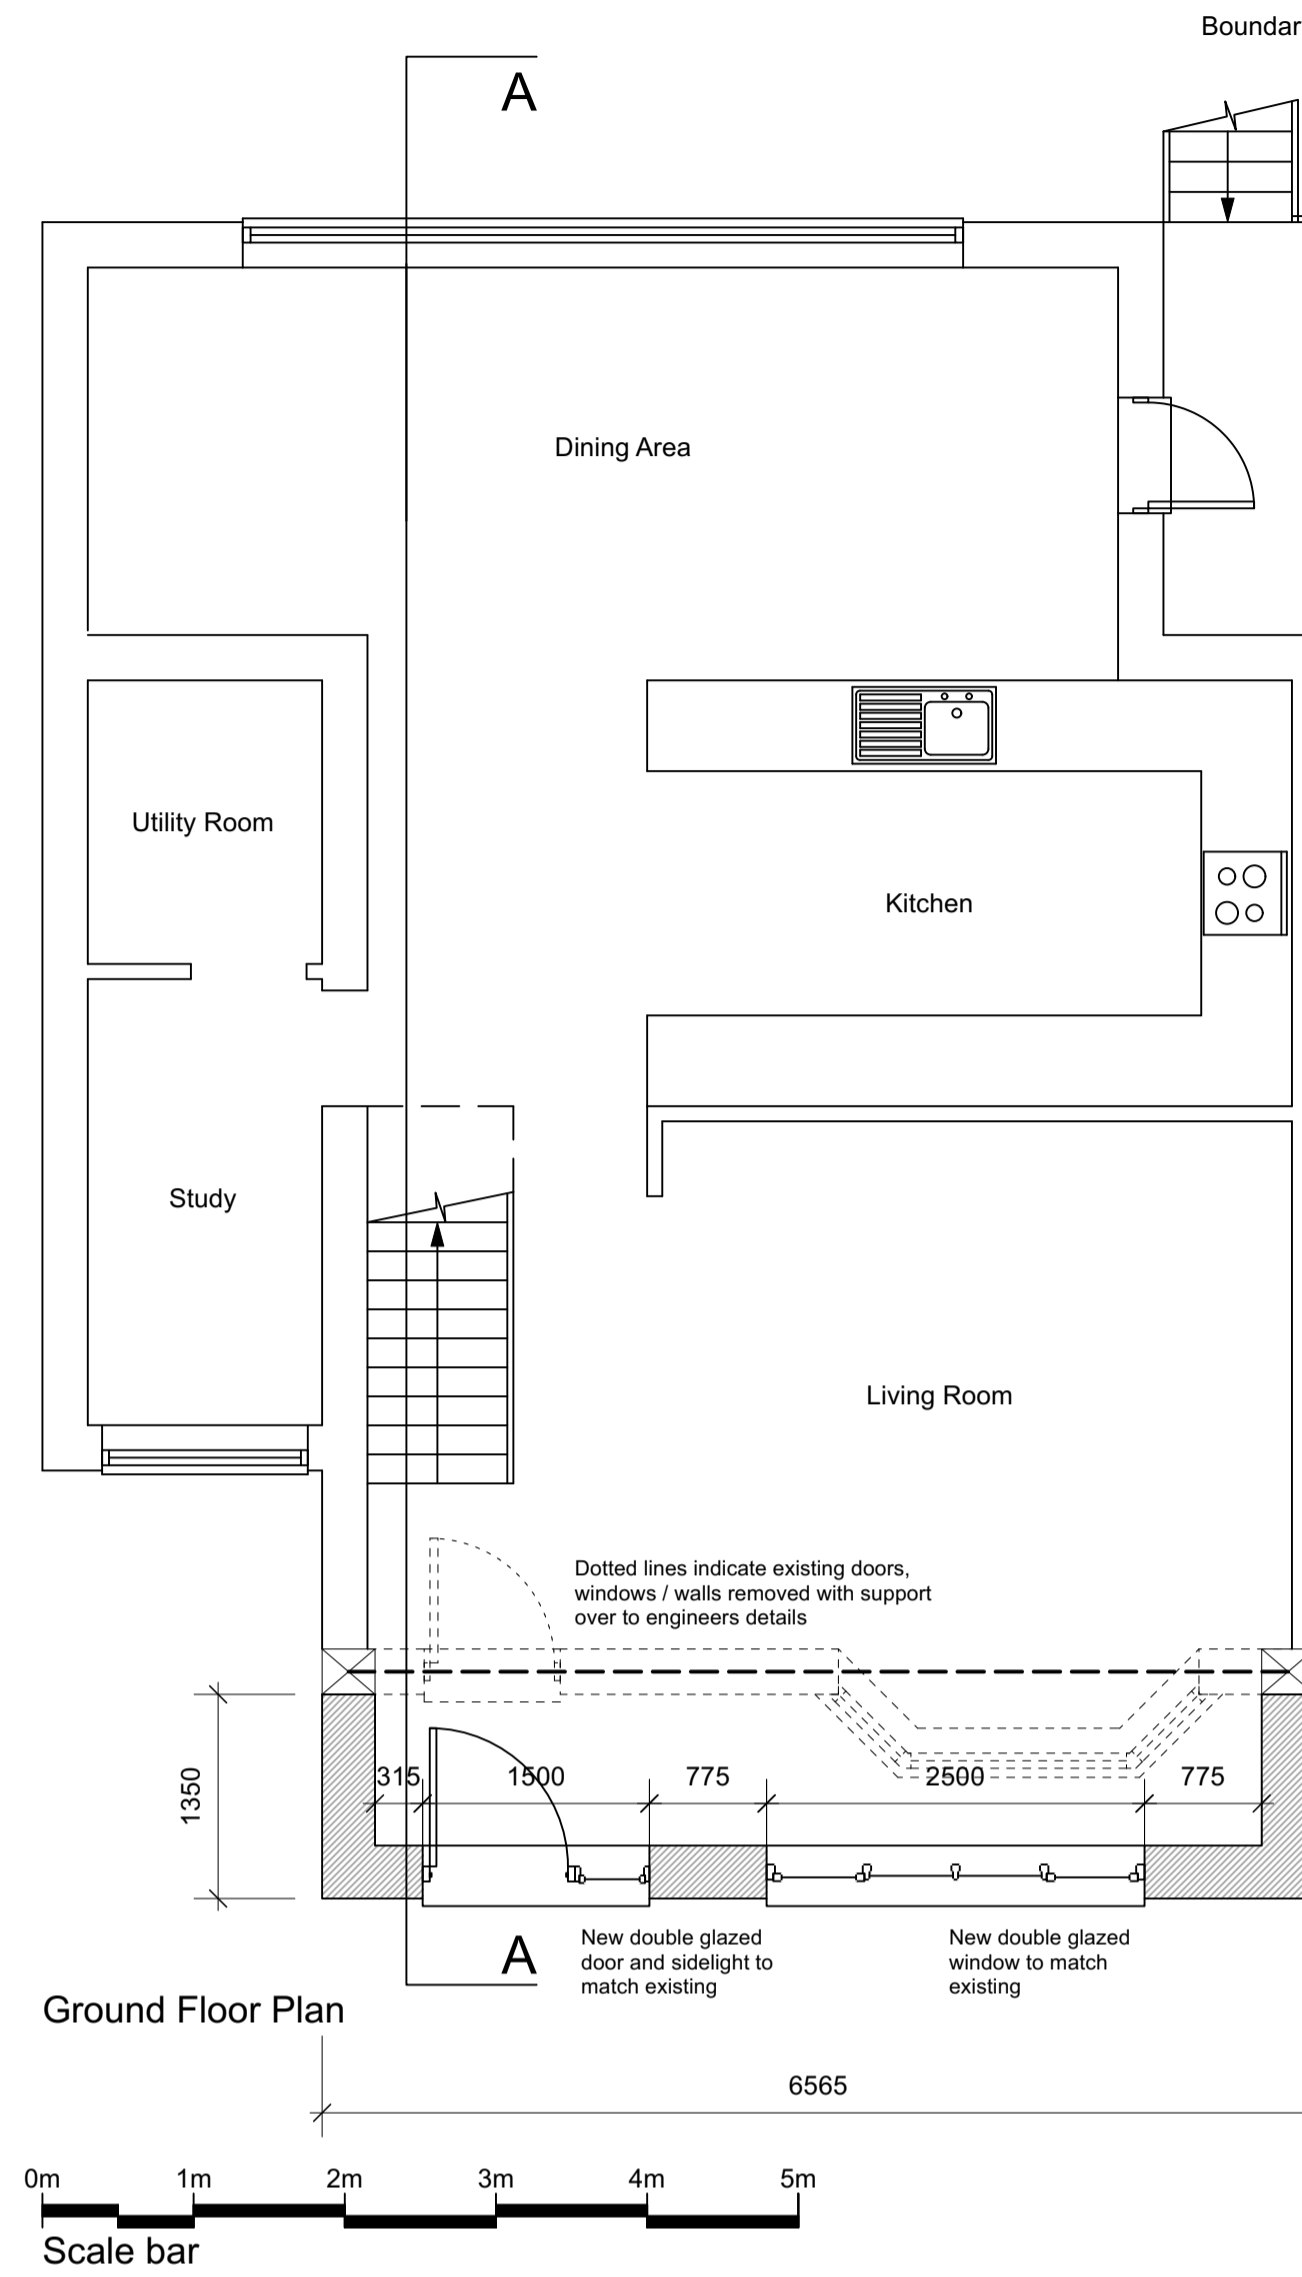 Boundar
A
Dining Area
Utility Room
Kitchen
Study
Living Room
Dotted lines indicate existing doors,
windows / walls removed with support
over to engineers details
1350
315
1500
775
2500
775
New double glazed
door and sidelight to
match existing
New double glazed
window to match
existing
A
Ground Floor Plan
6565
0m 1m 2m 3m 4m 5m
Scale bar